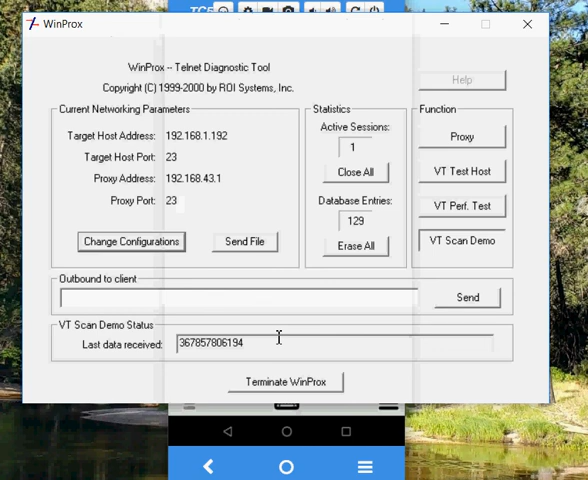 WinProx
WinProx -- Telnet Diagnostic Tool
Copyright (C) 1999-2000 by ROI Systems, Inc.
Help
Current Networking Parameters
Target Host Address: 192.168.1.192
Target Host Port: 23
Proxy Address: 192.168.43.1
Proxy Port: 23
Change Configurations
Send File
Statistics
Active Sessions:
1
Close All
Database Entries:
129
Erase All
Function
Proxy
VT Test Host
VT Perf. Test
VT Scan Demo
Outbound to client
Send
VT Scan Demo Status
Last data received: 367857806194
Terminate WinProx